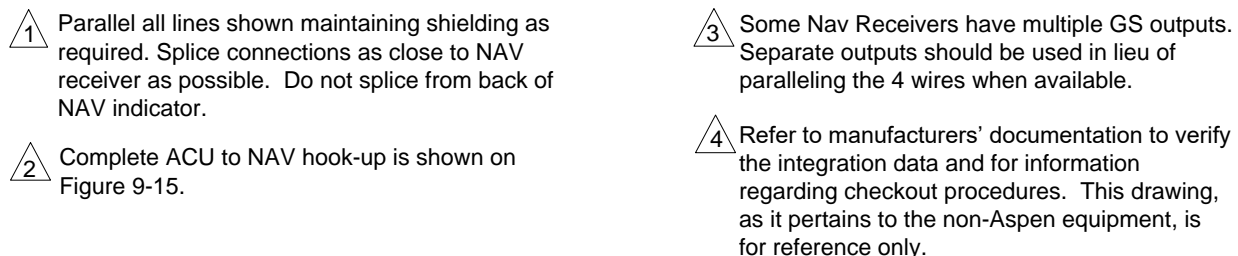 1 Parallel all lines shown maintaining shielding as
required. Splice connections as close to NAV
receiver as possible. Do not splice from back of
NAV indicator.
2 Complete ACU to NAV hook-up is shown on
Figure 9-15.
3 Some Nav Receivers have multiple GS outputs.
Separate outputs should be used in lieu of
paralleling the 4 wires when available.
4 Refer to manufacturers' documentation to verify
the integration data and for information
regarding checkout procedures. This drawing,
as it pertains to the non-Aspen equipment, is
for reference only.